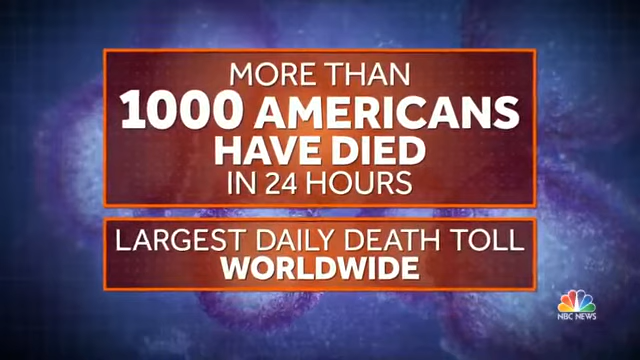 MORE THAN
1000 AMERICANS
HAVE DIED
IN 24 HOURS
LARGEST DAILY DEATH TOLL
WORLDWIDE
NBC NEWS